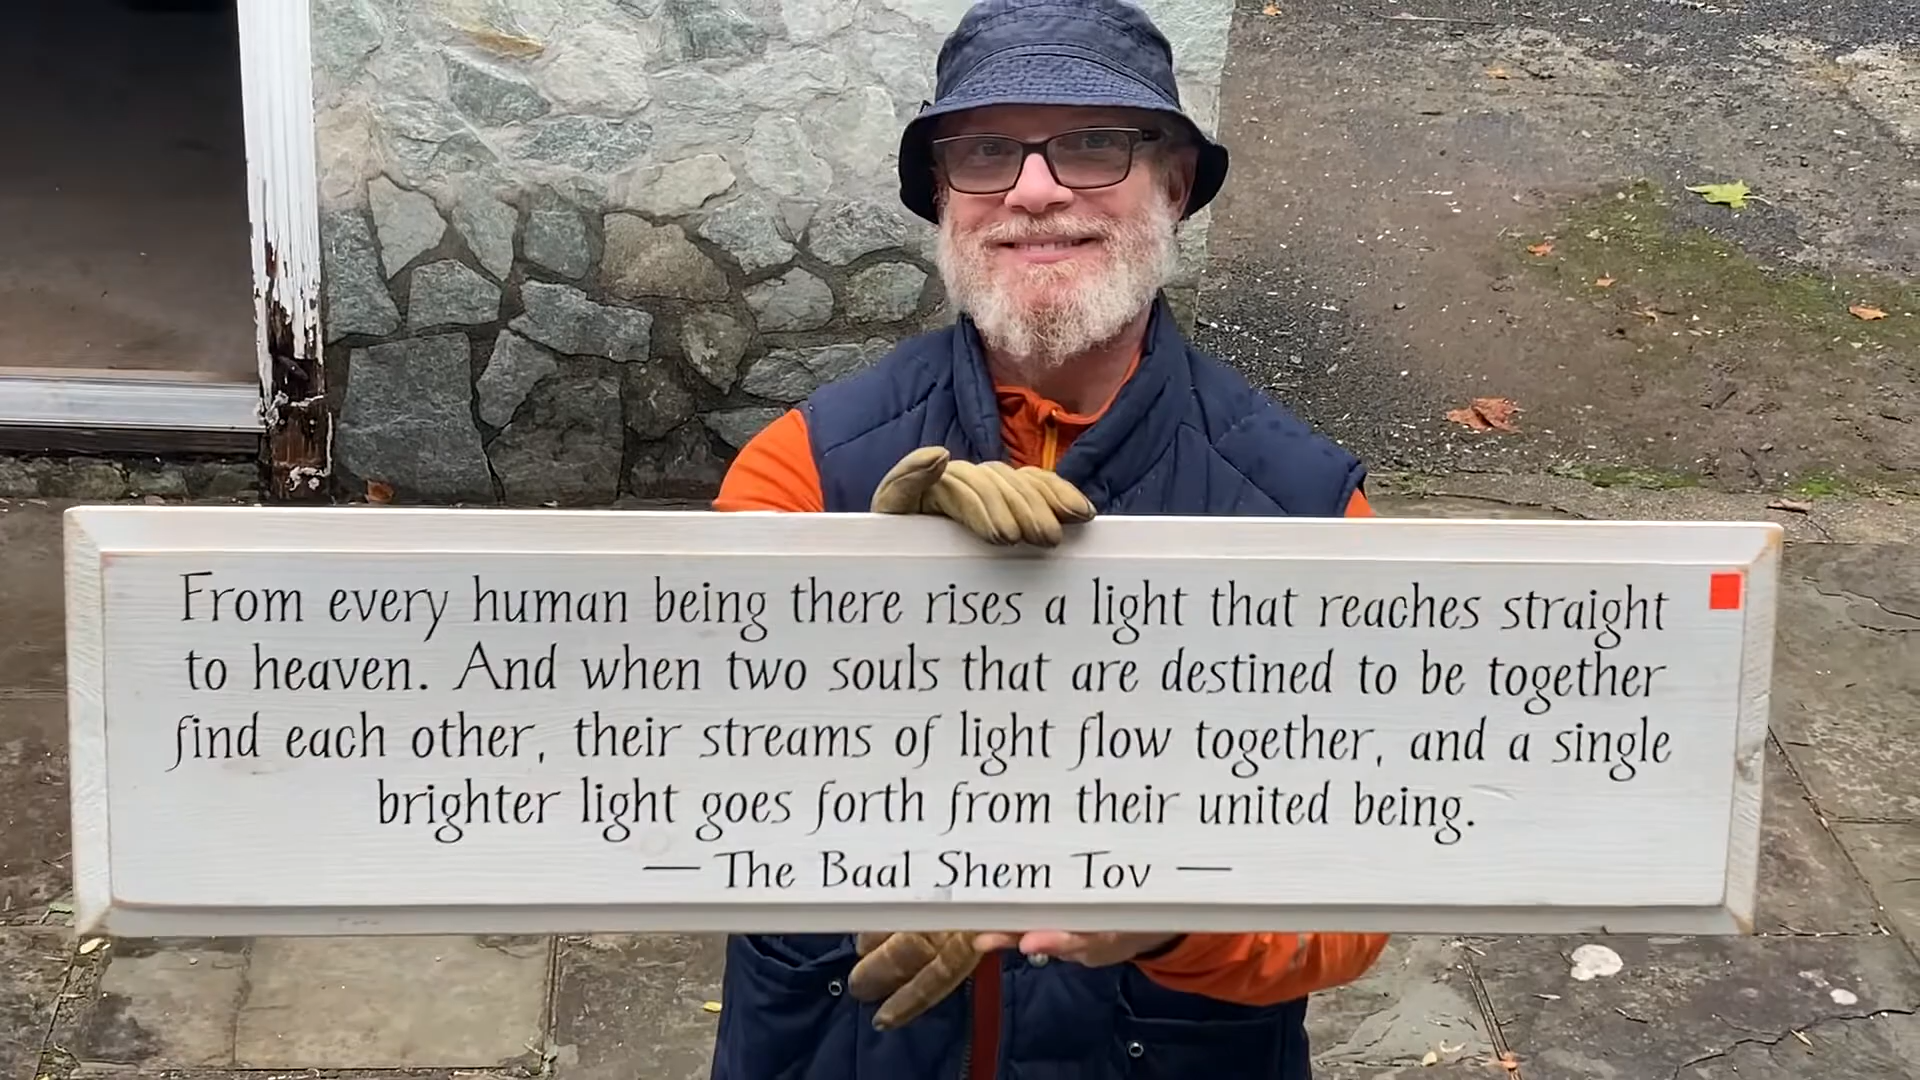 From every human being there rises a light that reaches straight
to heaven. And when two souls that are destined to be together
find each other, their streams of light flow together, and a single
brighter light goes forth from their united being.
— The Baal Shem Tov —